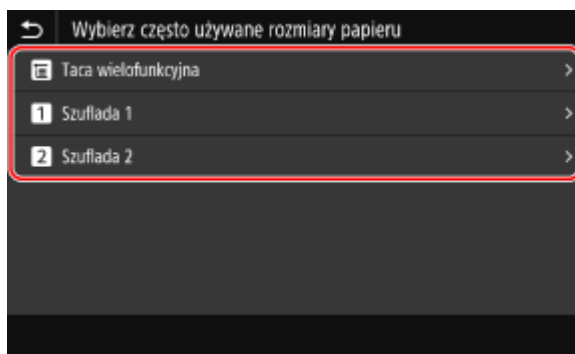 Wybierz często używane rozmiary papieru
Taca wielofunkcyjna
1 Szuflada 1
2 Szuflada 2